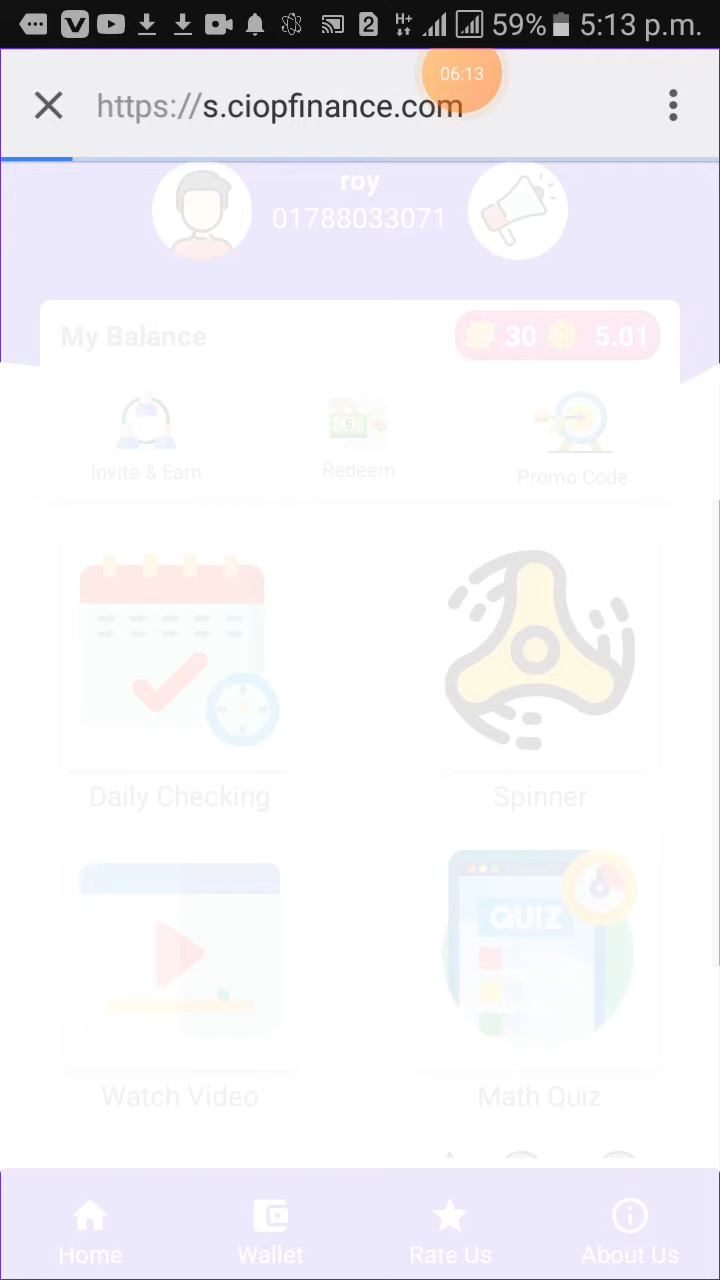 59% 5:13 p.m.
06:13
https://s.ciopfinance.com
roy
01788033071
My Balance 30 5.01
Invite & Earn Redeem Promo Code
Daily Checking Spinner
QUIZ
Watch Video Math Quiz
Home Wallet Rate Us About Us